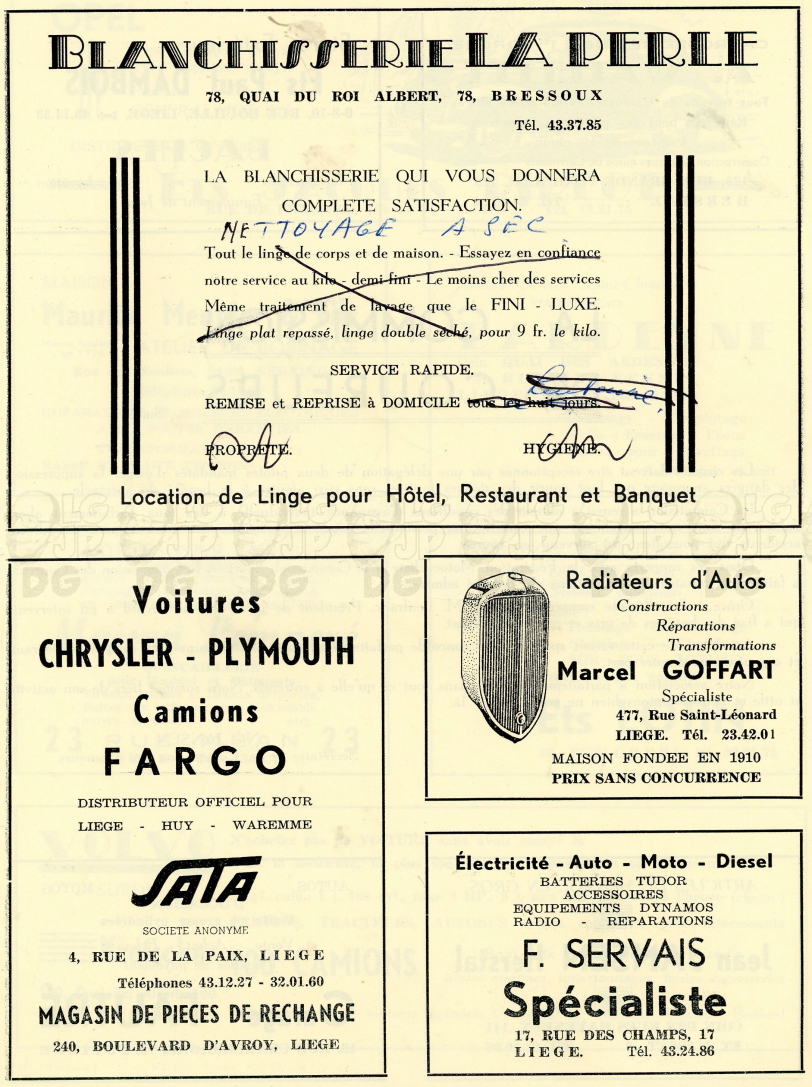 BLANCHISSERIE LA PERLE
78, QUAI DU ROI ALBERT, 78, BRESSOUX
Tél. 43.37.85
LA BLANCHISSERIE QUI VOUS DONNERA
COMPLETE SATISFACTION.
NETTOYAGE A SEC
Tout le linge de corps et de maison. - Essayez en confiance
notre service au kilo - demi-fini - Le moins cher des services
Même traitement de lavage que le FINI - LUXE.
Linge plat repassé, linge double séché, pour 9 fr. le kilo.
SERVICE RAPIDE.
REMISE et REPRISE à DOMICILE tous les huit jours.
PROPRETE. HYGIENE.
Location de Linge pour Hôtel, Restaurant et Banquet
LG
AP
DG
Voitures
CHRYSLER - PLYMOUTH
Camions
FARGO
DISTRIBUTEUR OFFICIEL POUR
LIEGE - HUY - WAREMME
SATA
SOCIETE ANONYME
4, RUE DE LA PAIX, LIEGE
Téléphones 43.12.27 - 32.01.60
MAGASIN DE PIECES DE RECHANGE
240, BOULEVARD D'AVROY, LIEGE
Radiateurs d'Autos
Constructions
Réparations
Transformations
Marcel GOFFART
Spécialiste
477, Rue Saint-Léonard
LIEGE. Tél. 23.42.01
MAISON FONDEE EN 1910
PRIX SANS CONCURRENCE
Électricité - Auto - Moto - Diesel
BATTERIES TUDOR
ACCESSOIRES
EQUIPEMENTS DYNAMOS
RADIO - REPARATIONS
F. SERVAIS
Spécialiste
17, RUE DES CHAMPS, 17
LIEGE. Tél. 43.24.86